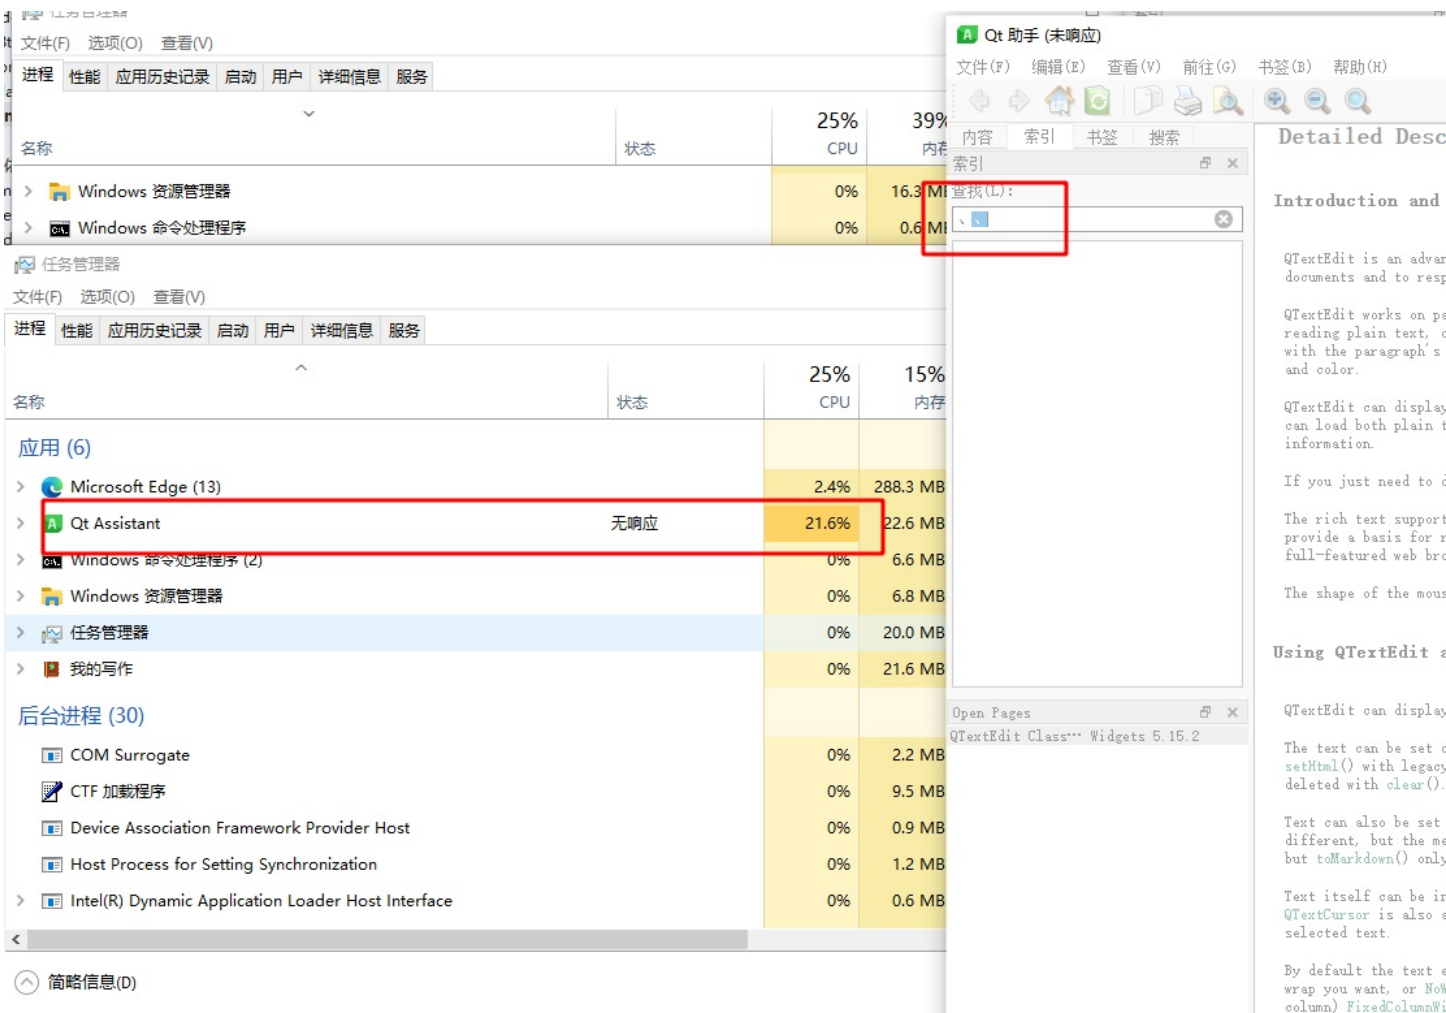 文件(F) 选项(O) 查看(V)
进程 性能 应用历史记录 启动 用户 详细信息 服务
25% 39%
名称 状态 CPU 内存
Windows 资源管理器 0% 16.3 MB
Windows 命令处理程序 0% 0.6 MB
任务管理器
文件(F) 选项(O) 查看(V)
进程 性能 应用历史记录 启动 用户 详细信息 服务
25% 15%
名称 状态 CPU 内存
应用 (6)
Microsoft Edge (13) 2.4% 288.3 MB
Qt Assistant 无响应 21.6% 22.6 MB
Windows 命令处理程序 (2) 0% 6.6 MB
Windows 资源管理器 0% 6.8 MB
任务管理器 0% 20.0 MB
我的写作 0% 21.6 MB
后台进程 (30)
COM Surrogate 0% 2.2 MB
CTF 加载程序 0% 9.5 MB
Device Association Framework Provider Host 0% 0.9 MB
Host Process for Setting Synchronization 0% 1.2 MB
Intel(R) Dynamic Application Loader Host Interface 0% 0.6 MB
简略信息(D)
Qt 助手 (未响应)
文件(F) 编辑(E) 查看(V) 前往(G) 书签(B) 帮助(H)
内容 索引 书签 搜索
索引
查找(L):
、、
Open Pages
QTextEdit Class… Widgets 5.15.2
Detailed Desc
Introduction and
QTextEdit is an advan
documents and to resp
QTextEdit works on pa
reading plain text,
with the paragraph's
and color.
QTextEdit can display
can load both plain t
information.
If you just need to d
The rich text support
provide a basis for r
full-featured web bro
The shape of the mous
Using QTextEdit a
QTextEdit can display
The text can be set
setHtml() with legacy
deleted with clear().
Text can also be set
different, but the me
but toMarkdown() only
Text itself can be in
QTextCursor is also
selected text.
By default the text e
wrap you want, or NoW
column) FixedColumnWi